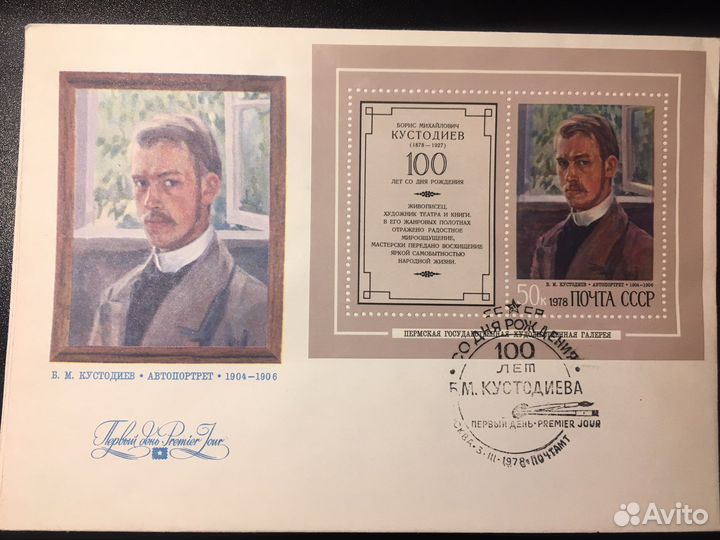 БОРИС МИХАЙЛОВИЧ
КУСТОДИЕВ
(1878—1927)
100
ЛЕТ СО ДНЯ РОЖДЕНИЯ
ЖИВОПИСЕЦ,
ХУДОЖНИК ТЕАТРА И КНИГИ.
В ЕГО ЖАНРОВЫХ ПОЛОТНАХ
ОТРАЖЕНО РАДОСТНОЕ
МИРООЩУЩЕНИЕ,
МАСТЕРСКИ ПЕРЕДАНО ВОСХИЩЕНИЕ
ЯРКОЙ САМОБЫТНОСТЬЮ
НАРОДНОЙ ЖИЗНИ.
Б. М. КУСТОДИЕВ • АВТОПОРТРЕТ • 1904—1906
50К 1978 ПОЧТА СССР
ПЕРМСКАЯ ГОСУДАРСТВЕННАЯ ХУДОЖЕСТВЕННАЯ ГАЛЕРЕЯ
Б. М. КУСТОДИЕВ • АВТОПОРТРЕТ • 1904—1906
Первый день • Premier Jour
СО ДНЯ РОЖДЕНИЯ
100
ЛЕТ
Б.М. КУСТОДИЕВА
ПЕРВЫЙ ДЕНЬ • PREMIER JOUR
3 • III • 1978 • ПОЧТАМТ
Avito